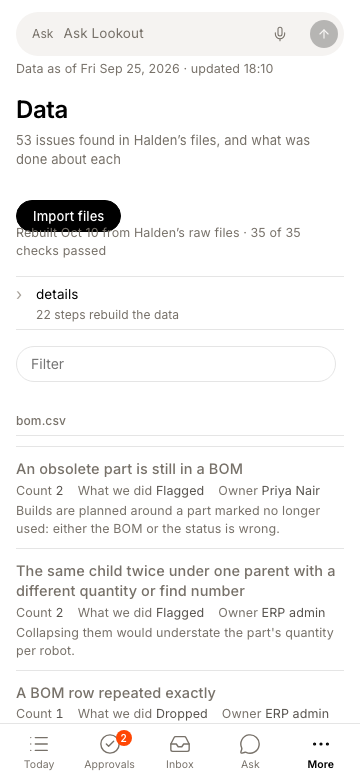 Ask Ask Lookout
Data as of Fri Sep 25, 2026 · updated 18:10
Data
53 issues found in Halden’s files, and what was
done about each
Import files
Rebuilt Oct 10 from Halden’s raw files · 35 of 35
checks passed
details
22 steps rebuild the data
Filter
bom.csv
An obsolete part is still in a BOM
Count 2 What we did Flagged Owner Priya Nair
Builds are planned around a part marked no longer
used: either the BOM or the status is wrong.
The same child twice under one parent with a
different quantity or find number
Count 2 What we did Flagged Owner ERP admin
Collapsing them would understate the part's quantity
per robot.
A BOM row repeated exactly
Count 1 What we did Dropped Owner ERP admin
2
Today Approvals Inbox Ask More